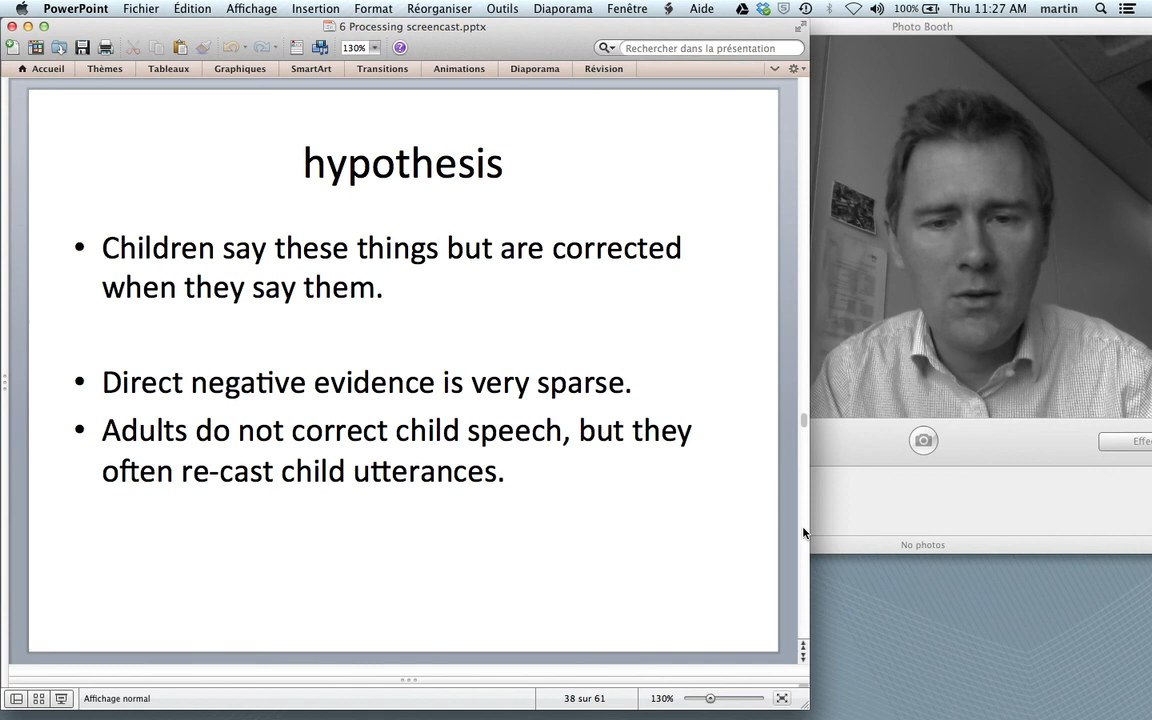 PowerPoint Fichier Édition Affichage Insertion Format Réorganiser Outils Diaporama Fenêtre Aide 100% Thu 11:27 AM martin
6 Processing screencast.pptx
Photo Booth
130% Rechercher dans la présentation
Accueil Thèmes Tableaux Graphiques SmartArt Transitions Animations Diaporama Révision
hypothesis
• Children say these things but are corrected
when they say them.
• Direct negative evidence is very sparse.
• Adults do not correct child speech, but they
often re-cast child utterances.
Effe
No photos
Affichage normal 38 sur 61 130%